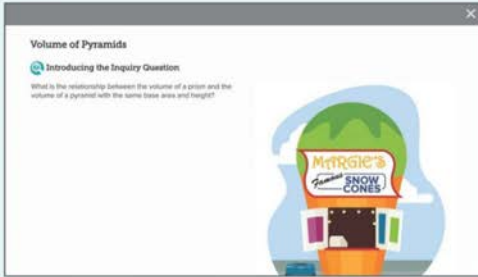 Volume of Pyramids
Introducing the Inquiry Question
What is the relationship between the volume of a prism and the
volume of a pyramid with the same base area and height?
MARGIE'S
Famous SNOW
CONES